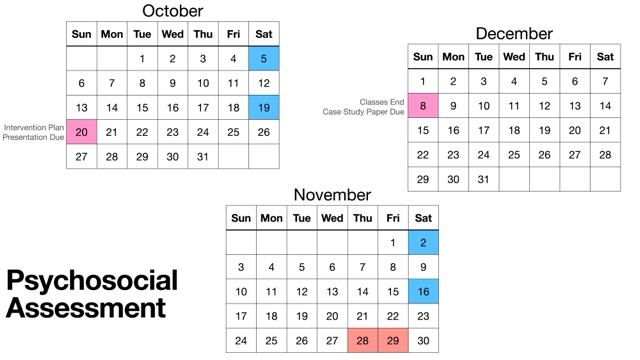 October
Sun Mon Tue Wed Thu Fri Sat
1 2 3 4 5
6 7 8 9 10 11 12
13 14 15 16 17 18 19
Intervention Plan
Presentation Due
20 21 22 23 24 25 26
27 28 29 30 31
December
Sun Mon Tue Wed Thu Fri Sat
1 2 3 4 5 6 7
Classes End
Case Study Paper Due
8 9 10 11 12 13 14
15 16 17 18 19 20 21
22 23 24 25 26 27 28
29 30 31
November
Sun Mon Tue Wed Thu Fri Sat
1 2
3 4 5 6 7 8 9
10 11 12 13 14 15 16
17 18 19 20 21 22 23
24 25 26 27 28 29 30
Psychosocial
Assessment